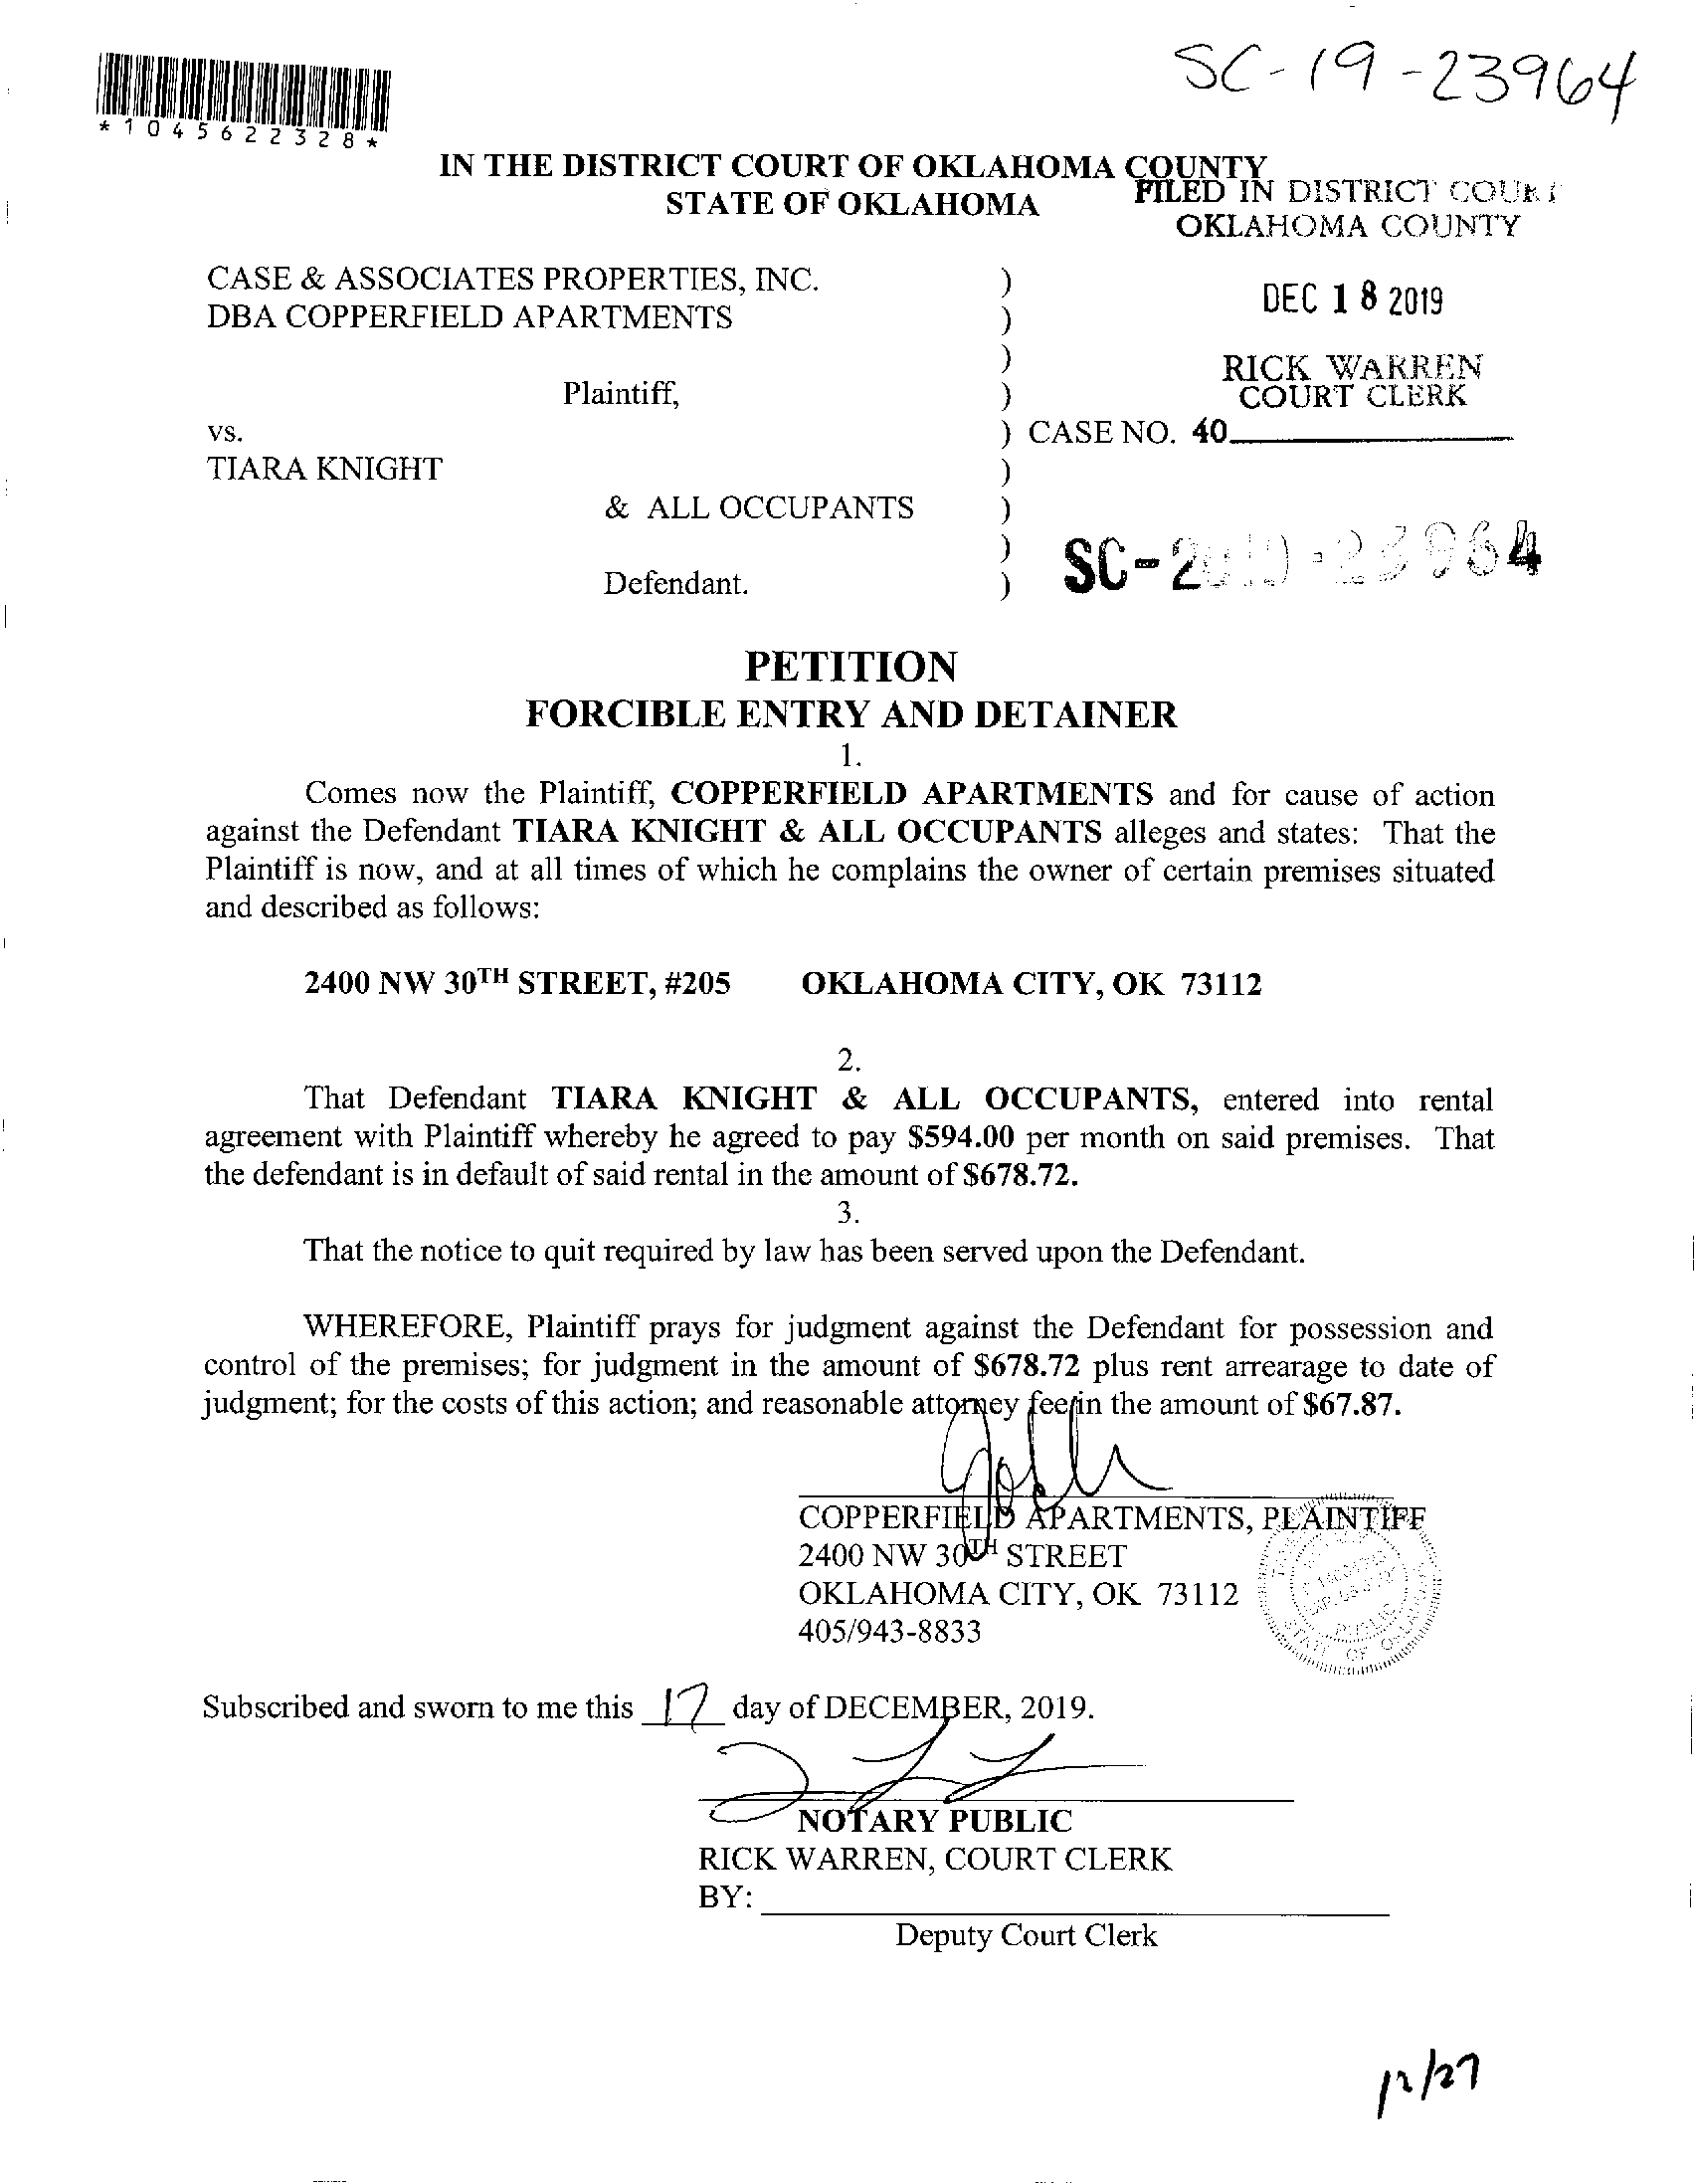 SC-19-23964
*1045622328*
IN THE DISTRICT COURT OF OKLAHOMA COUNTY
STATE OF OKLAHOMA
FILED IN DISTRICT COURT
OKLAHOMA COUNTY
CASE & ASSOCIATES PROPERTIES, INC. )
DBA COPPERFIELD APARTMENTS )
DEC 18 2019
)
RICK WARREN
COURT CLERK
Plaintiff, )
vs. ) CASE NO. 40
TIARA KNIGHT )
& ALL OCCUPANTS )
)
SC-2019-23964
Defendant. )
PETITION
FORCIBLE ENTRY AND DETAINER
1.
Comes now the Plaintiff, COPPERFIELD APARTMENTS and for cause of action
against the Defendant TIARA KNIGHT & ALL OCCUPANTS alleges and states: That the
Plaintiff is now, and at all times of which he complains the owner of certain premises situated
and described as follows:
2400 NW 30TH STREET, #205 OKLAHOMA CITY, OK 73112
2.
That Defendant TIARA KNIGHT & ALL OCCUPANTS, entered into rental
agreement with Plaintiff whereby he agreed to pay $594.00 per month on said premises. That
the defendant is in default of said rental in the amount of $678.72.
3.
That the notice to quit required by law has been served upon the Defendant.
WHEREFORE, Plaintiff prays for judgment against the Defendant for possession and
control of the premises; for judgment in the amount of $678.72 plus rent arrearage to date of
judgment; for the costs of this action; and reasonable attorney fee in the amount of $67.87.
COPPERFIELD APARTMENTS, PLAINTIFF
2400 NW 30TH STREET
OKLAHOMA CITY, OK 73112
405/943-8833
PUBLIC
STATE OF OKLAHOMA
Subscribed and sworn to me this 17 day of DECEMBER, 2019.
NOTARY PUBLIC
RICK WARREN, COURT CLERK
BY:
Deputy Court Clerk
12/27